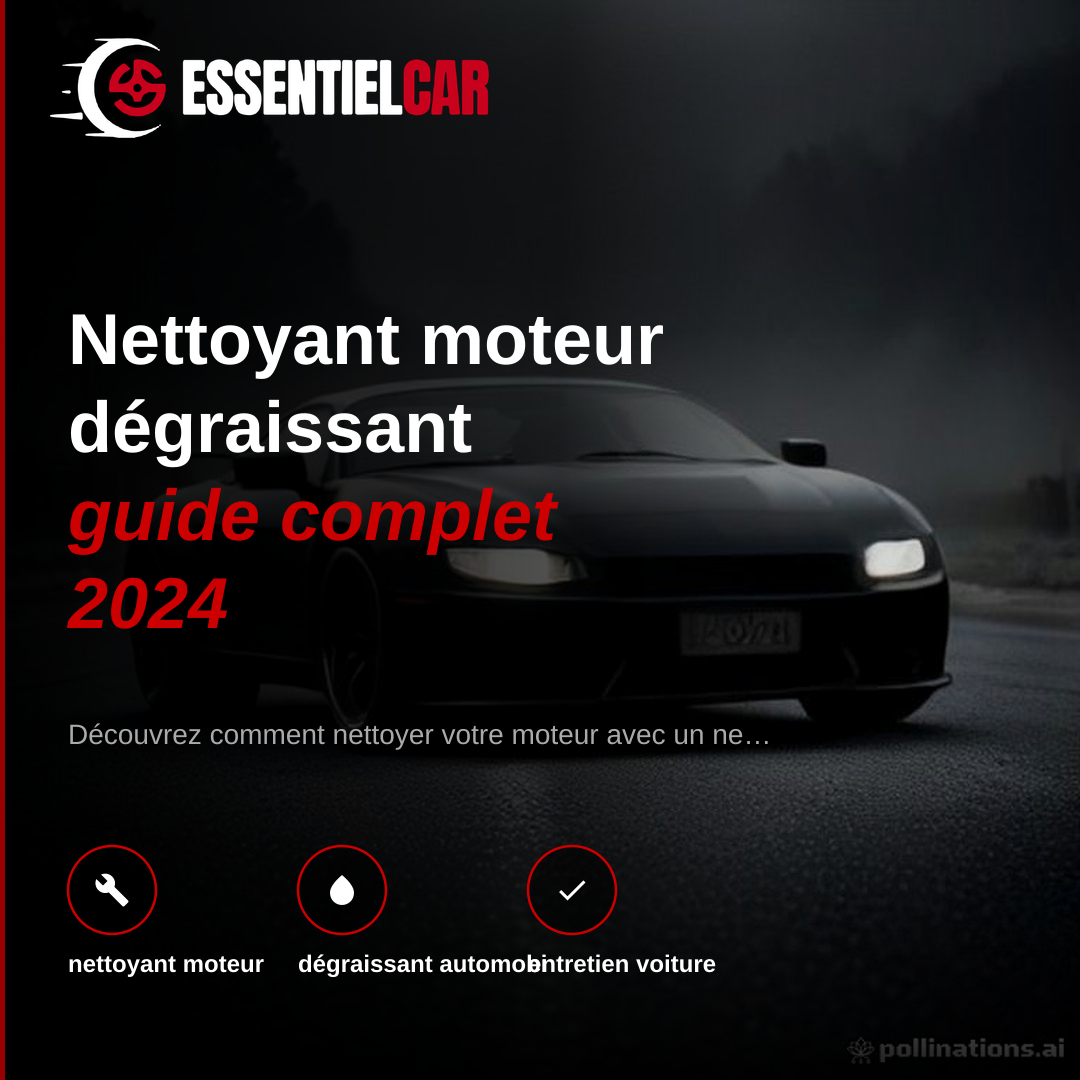 ESSENTIELCAR
Nettoyant moteur
dégraissant
guide complet
2024
Découvrez comment nettoyer votre moteur avec un ne…
nettoyant moteur
dégraissant
entretien voiture
pollinations.ai